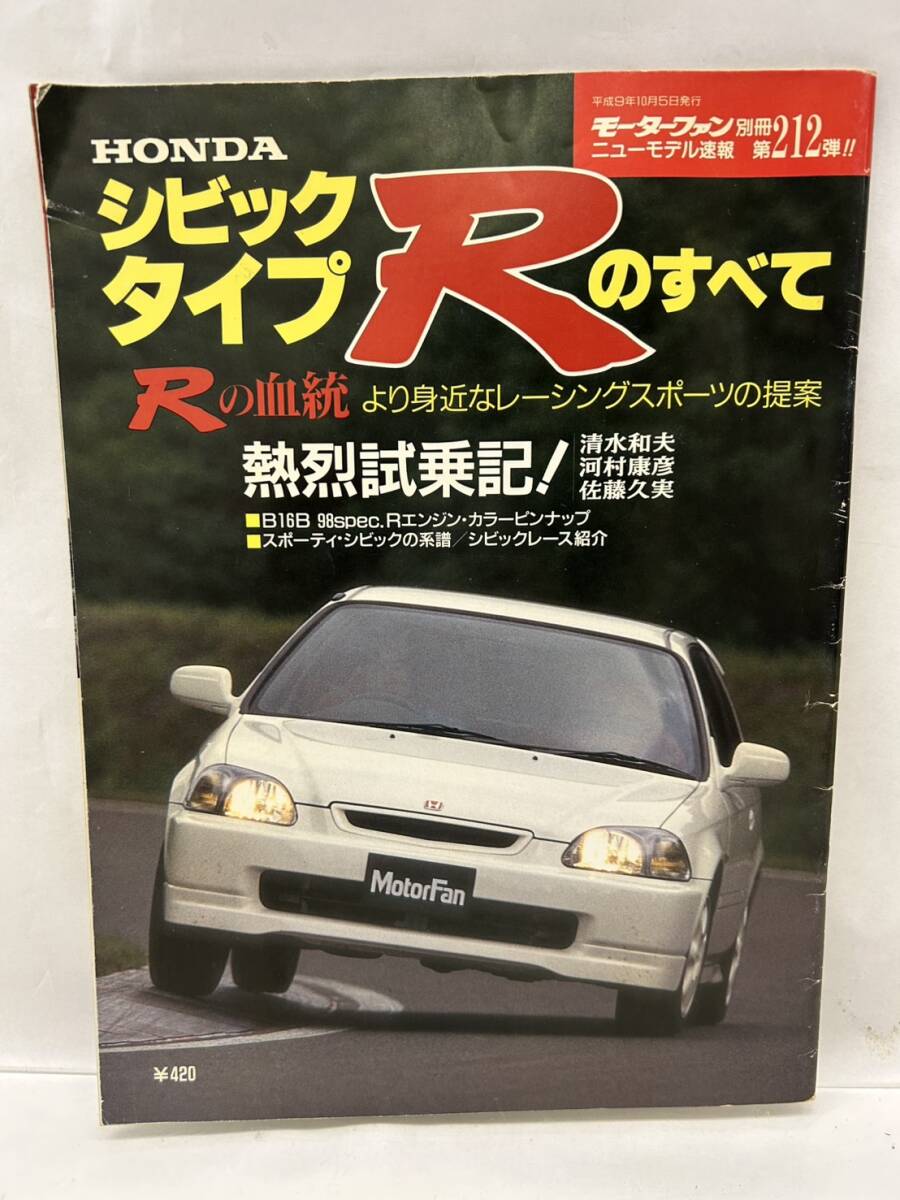 平成9年10月5日発行
モーターファン別冊
ニューモデル速報 第212弾!!
HONDA
シビック
タイプRのすべて
Rの血統 より身近なレーシングスポーツの提案
熱烈試乗記!
清水和夫
河村康彦
佐藤久実
■B16B 98spec.Rエンジン・カラーピンナップ
■スポーティ・シビックの系譜/シビックレース紹介
MotorFan
¥420